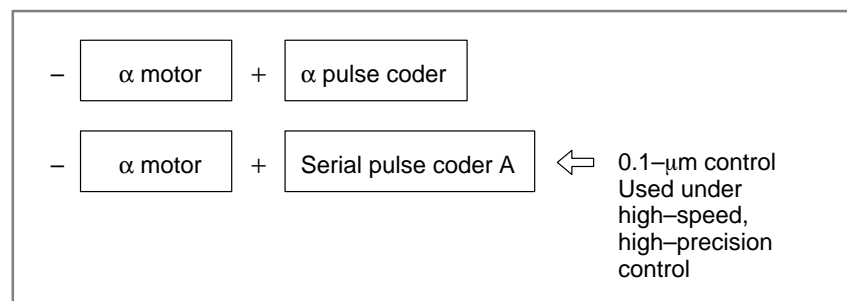 – α motor + α pulse coder
– α motor + Serial pulse coder A ⇦ 0.1–μm control
Used under
high–speed,
high–precision
control